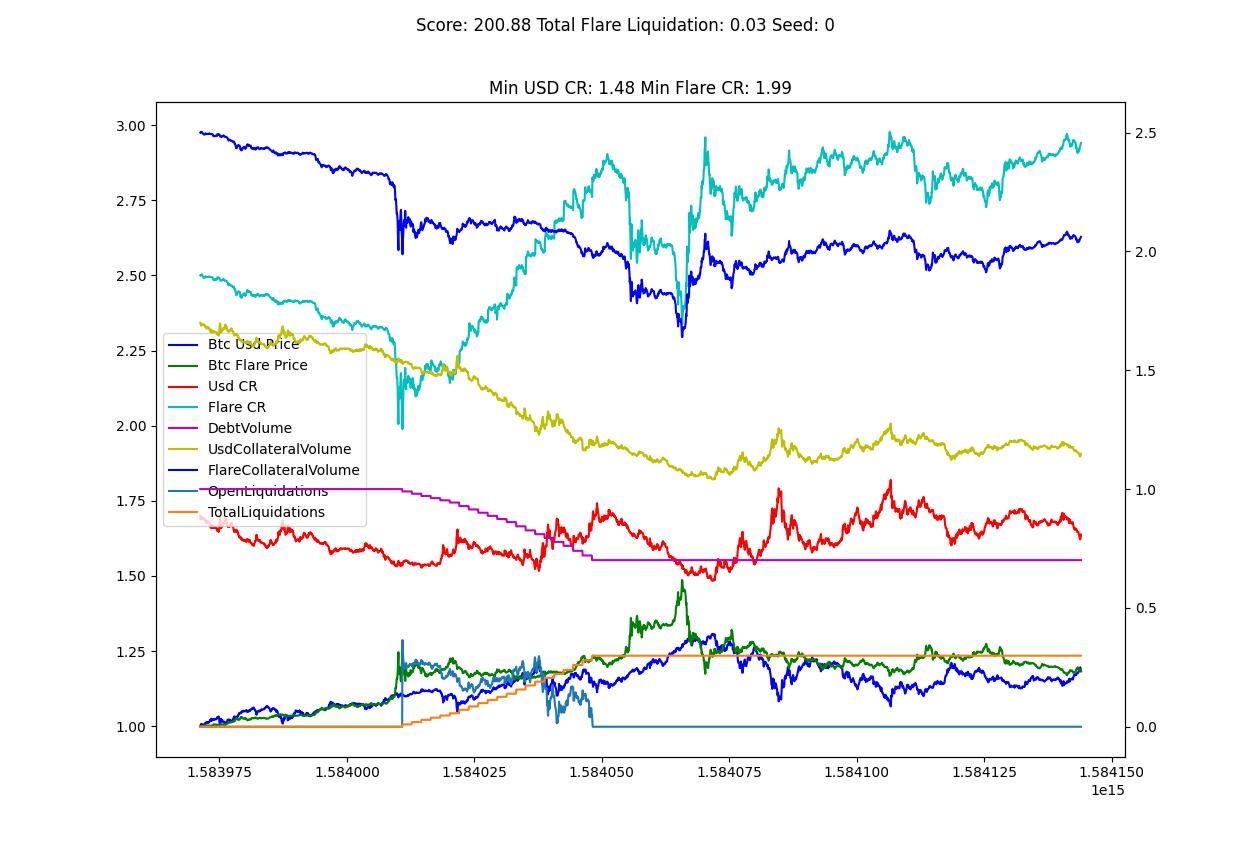 Score: 200.88 Total Flare Liquidation: 0.03 Seed: 0
Min USD CR: 1.48 Min Flare CR: 1.99
3.00
2.75
2.50
2.25
2.00
1.75
1.50
1.25
1.00
2.5
2.0
1.5
1.0
0.5
0.0
Btc Usd Price
Btc Flare Price
Usd CR
Flare CR
DebtVolume
UsdCollateralVolume
FlareCollateralVolume
OpenLiquidations
TotalLiquidations
1.583975 1.584000 1.584025 1.584050 1.584075 1.584100 1.584125 1.584150
1e15